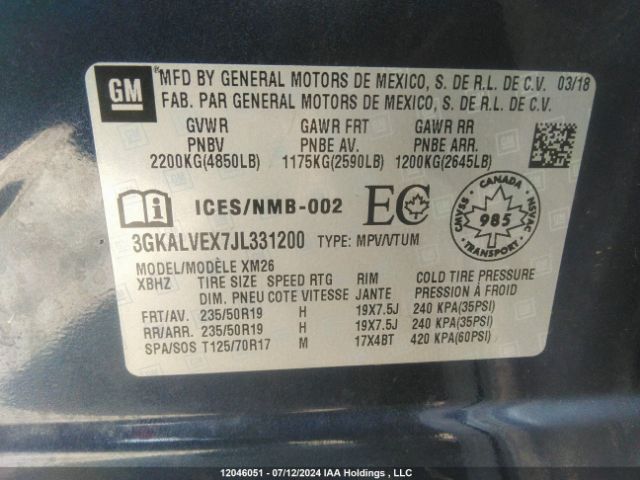 GM
MFD BY GENERAL MOTORS DE MEXICO, S. DE R.L. DE C.V. 03/18
FAB. PAR GENERAL MOTORS DE MEXICO, S. DE R.L. DE C.V.
GVWR GAWR FRT GAWR RR
PNBV PNBE AV. PNBE ARR.
2200KG(4850LB) 1175KG(2590LB) 1200KG(2645LB)
ICES/NMB-002 EC
CANADA CMVSS NSVAC 985
3GKALVEX7JL331200 TYPE: MPV/VTUM
MODEL/MODÈLE XM26
XBHZ TIRE SIZE SPEED RTG RIM COLD TIRE PRESSURE
DIM. PNEU COTE VITESSE JANTE PRESSION À FROID
FRT/AV. 235/50R19 H 19X7.5J 240 KPA(35PSI)
RR/ARR. 235/50R19 H 19X7.5J 240 KPA(35PSI)
SPA/SOS T125/70R17 M 17X4BT 420 KPA(60PSI)
12046051 - 07/12/2024 IAA Holdings , LLC